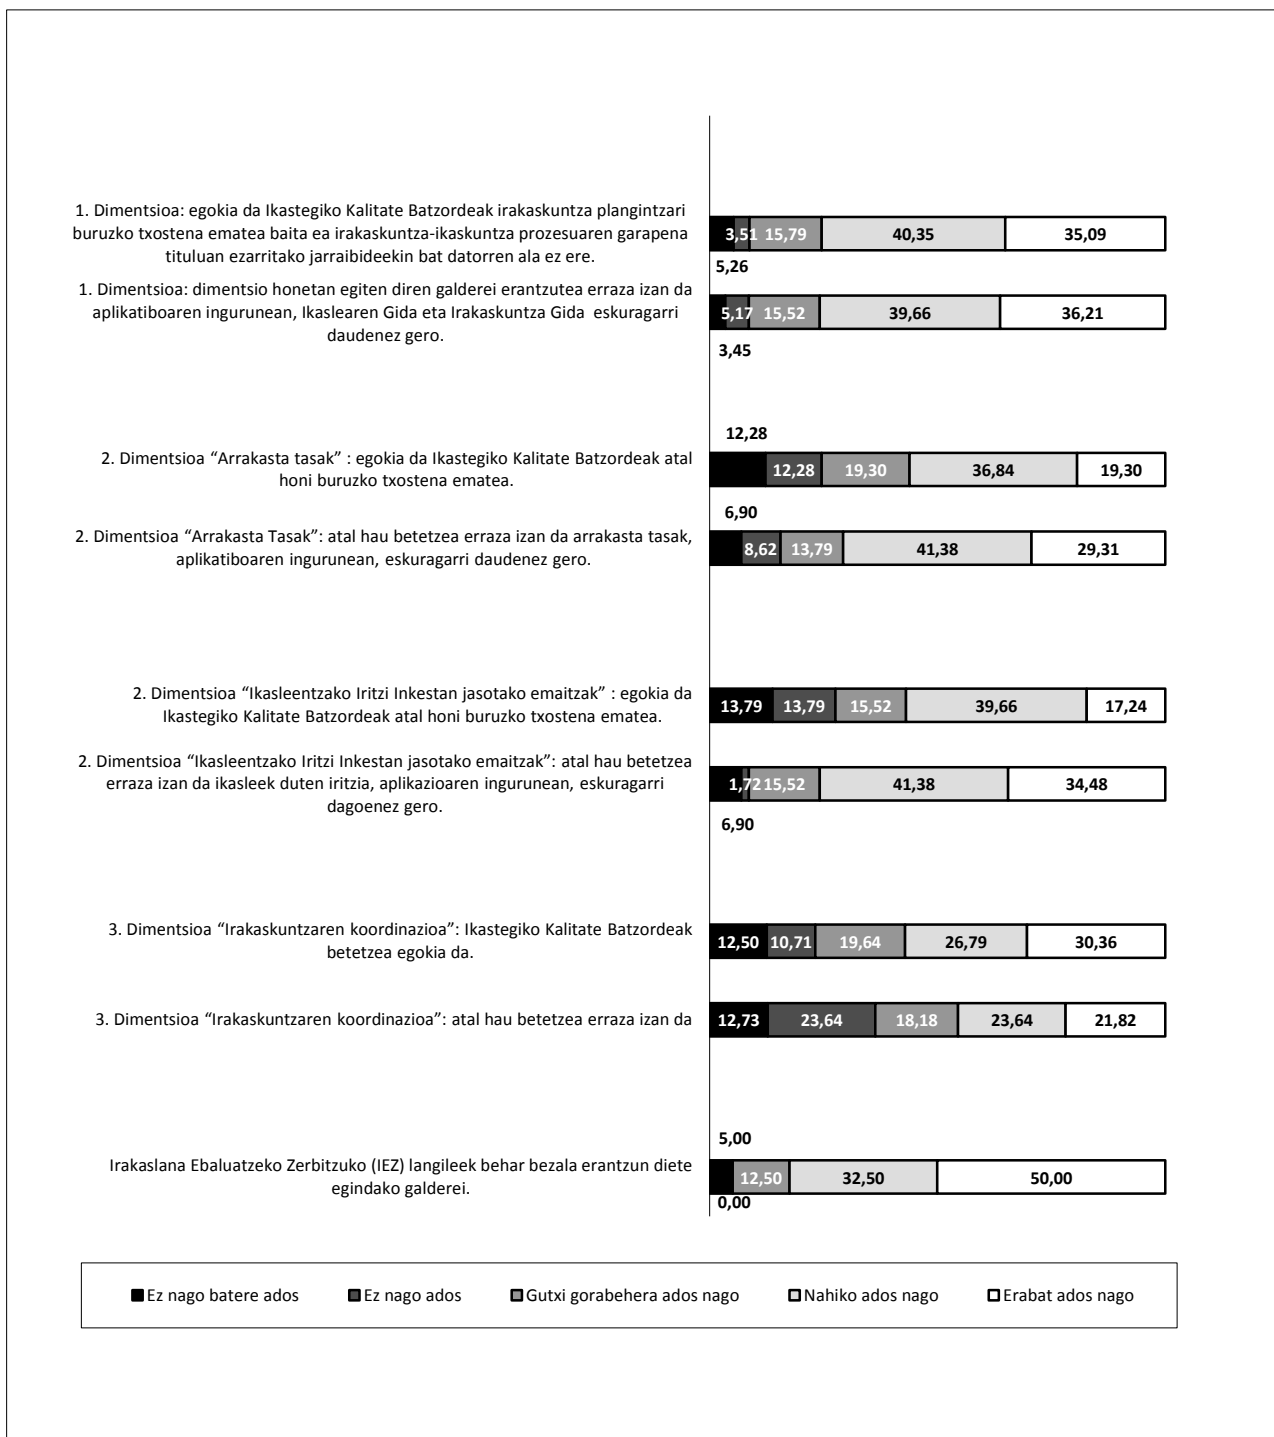 1. Dimentsioa: egokia da Ikastegiko Kalitate Batzordeak irakaskuntza plangintzari
buruzko txostena ematea baita ea irakaskuntza-ikaskuntza prozesuaren garapena
tituluan ezarritako jarraibideekin bat datorren ala ez ere.
3,51 15,79 40,35 35,09
5,26
1. Dimentsioa: dimentsio honetan egiten diren galderei erantzutea erraza izan da
aplikatiboaren ingurunean, Ikaslearen Gida eta Irakaskuntza Gida eskuragarri
daudenez gero.
5,17 15,52 39,66 36,21
3,45
12,28
2. Dimentsioa “Arrakasta tasak” : egokia da Ikastegiko Kalitate Batzordeak atal
honi buruzko txostena ematea.
12,28 19,30 36,84 19,30
6,90
2. Dimentsioa “Arrakasta Tasak”: atal hau betetzea erraza izan da arrakasta tasak,
aplikatiboaren ingurunean, eskuragarri daudenez gero.
8,62 13,79 41,38 29,31
2. Dimentsioa “Ikasleentzako Iritzi Inkestan jasotako emaitzak” : egokia da
Ikastegiko Kalitate Batzordeak atal honi buruzko txostena ematea.
13,79 13,79 15,52 39,66 17,24
2. Dimentsioa “Ikasleentzako Iritzi Inkestan jasotako emaitzak”: atal hau betetzea
erraza izan da ikasleek duten iritzia, aplikazioaren ingurunean, eskuragarri
dagoenez gero.
1,72 15,52 41,38 34,48
6,90
3. Dimentsioa “Irakaskuntzaren koordinazioa”: Ikastegiko Kalitate Batzordeak
betetzea egokia da.
12,50 10,71 19,64 26,79 30,36
3. Dimentsioa “Irakaskuntzaren koordinazioa”: atal hau betetzea erraza izan da
12,73 23,64 18,18 23,64 21,82
5,00
Irakaslana Ebaluatzeko Zerbitzuko (IEZ) langileek behar bezala erantzun diete
egindako galderei.
12,50 32,50 50,00
0,00
Ez nago batere ados Ez nago ados Gutxi gorabehera ados nago Nahiko ados nago Erabat ados nago